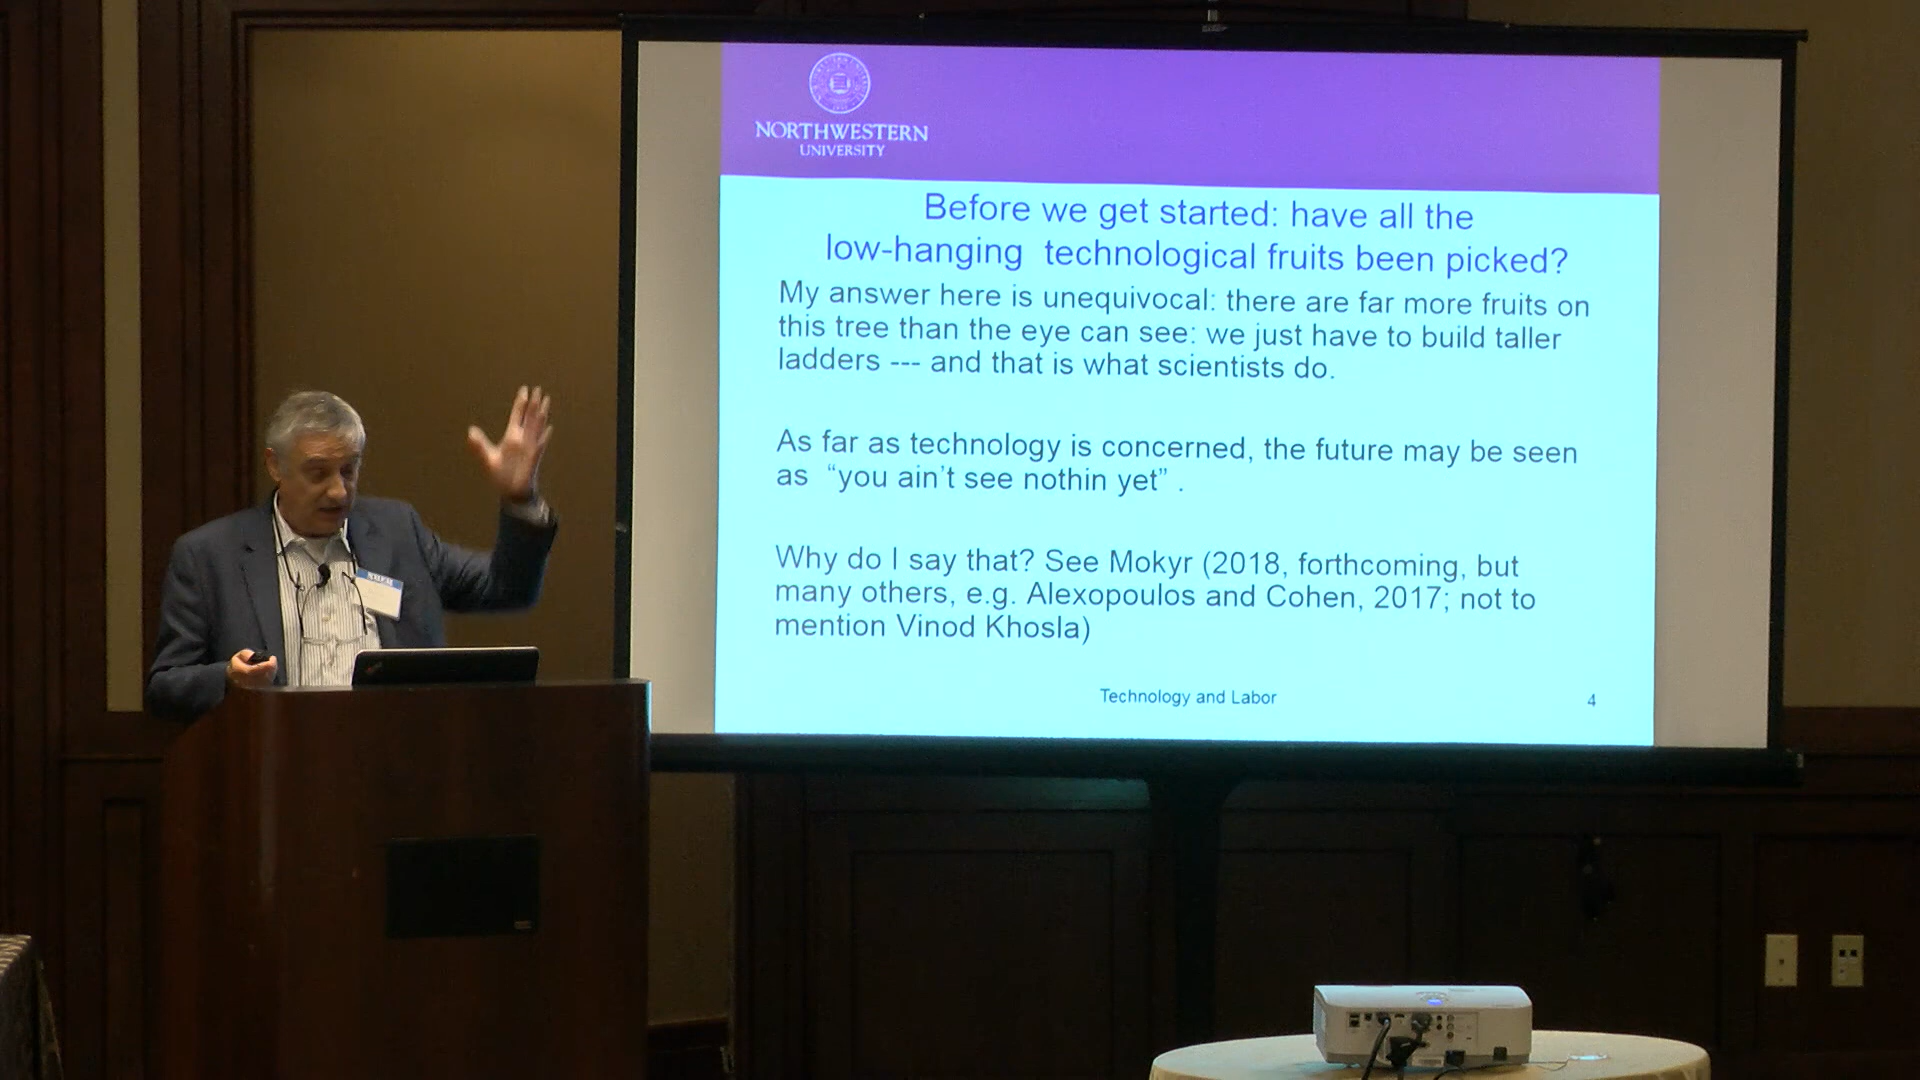 NORTHWESTERN
UNIVERSITY
Before we get started: have all the
low-hanging technological fruits been picked?
My answer here is unequivocal: there are far more fruits on
this tree than the eye can see: we just have to build taller
ladders --- and that is what scientists do.
As far as technology is concerned, the future may be seen
as “you ain’t see nothin yet” .
Why do I say that? See Mokyr (2018, forthcoming, but
many others, e.g. Alexopoulos and Cohen, 2017; not to
mention Vinod Khosla)
Technology and Labor
4